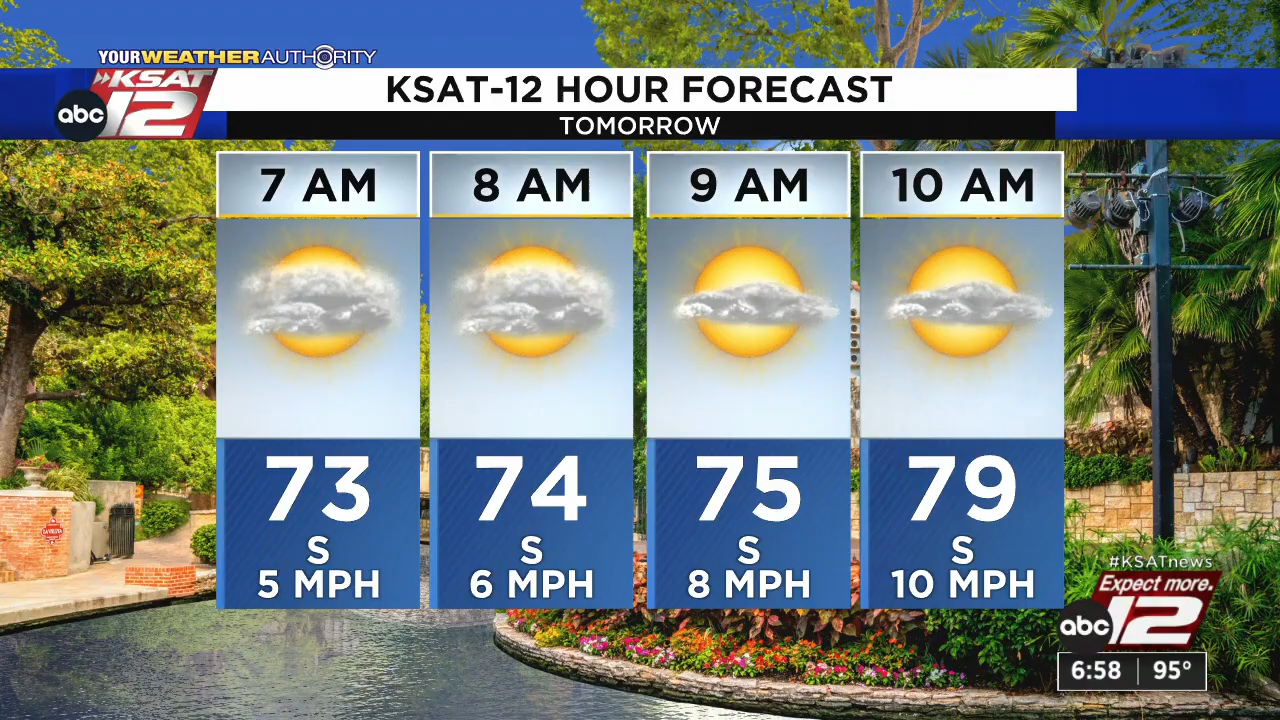 YOURWEATHERAUTHORITY
KSAT
abc 12
KSAT-12 HOUR FORECAST
TOMORROW
7 AM
8 AM
9 AM
10 AM
73
S
5 MPH
74
S
6 MPH
75
S
8 MPH
79
S
10 MPH
#KSATnews
Expect more.
abc 12
6:58 95°